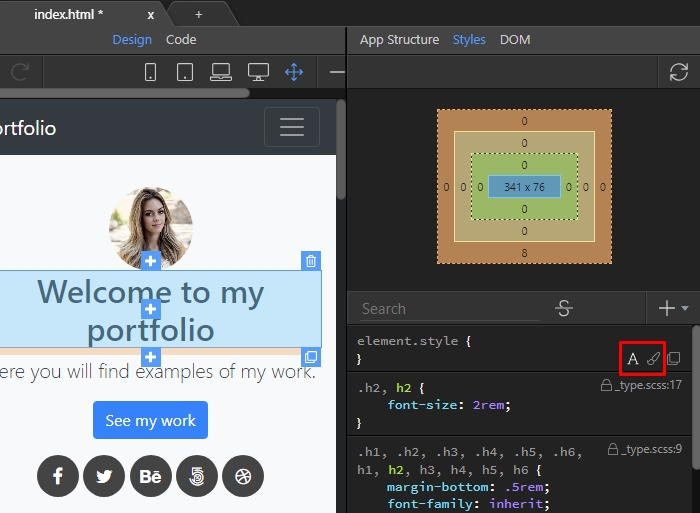 index.html * x +
Design Code
App Structure Styles DOM
rtfolio
0
0
0
0 0 0 341 x 76 0 0 0
0
0
8
Welcome to my
portfolio
ere you will find examples of my work.
See my work
f Bē 5
Search S
element.style {
}
A
.h2, h2 { _type.scss:17
font-size: 2rem;
}
.h1, .h2, .h3, .h4, .h5, .h6, _type.scss:9
h1, h2, h3, h4, h5, h6 {
margin-bottom: .5rem;
font-family: inherit;